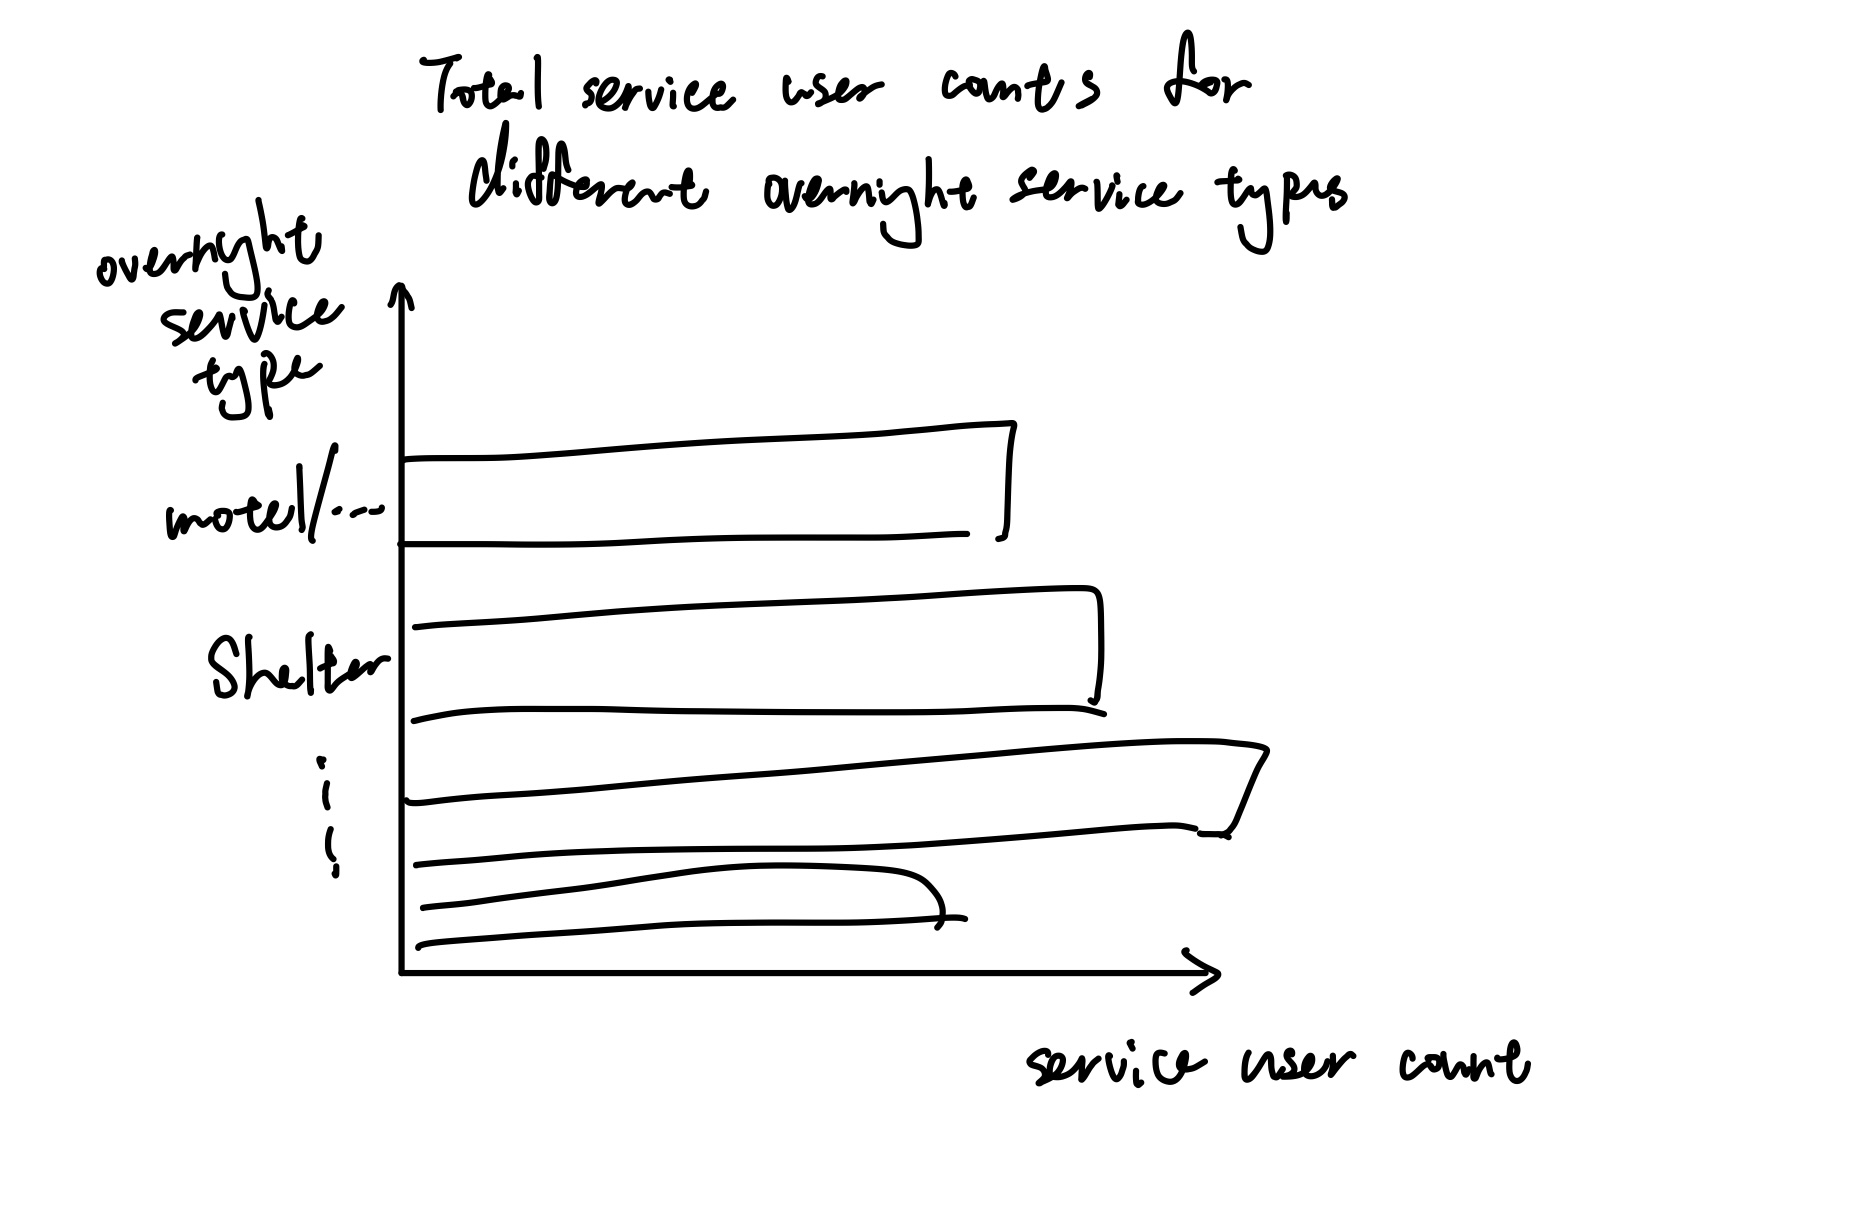 Total service user counts for
different overnight service types
overnight
service
type
motel/...
Shelter
service user count